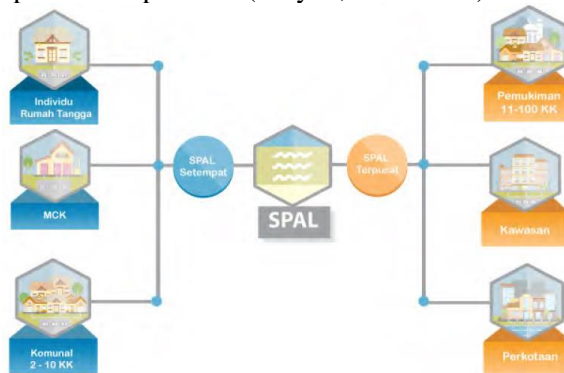 Individu
Rumah Tangga
MCK
Komunal
2 - 10 KK
SPAL
Setempat
SPAL
SPAL
Terpusat
Pemukiman
11-100 KK
Kawasan
Perkotaan